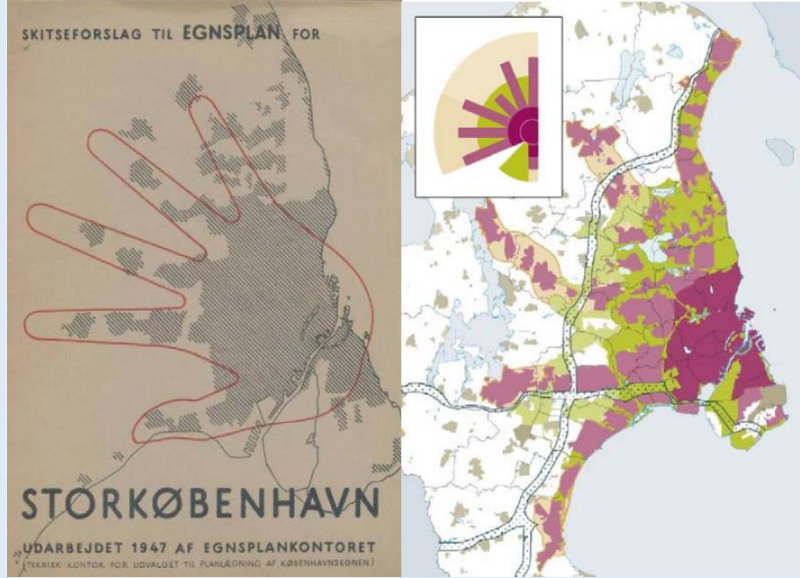 SKITSEFORSLAG TIL EGNSPLAN FOR
STORKØBENHAVN
UDARBEJDET 1947 AF EGNSPLANKONTORET
(TEKNISK KONTOR FOR UDVALGET TIL PLANLÆGNING AF KØBENHAVNSEGNEN)